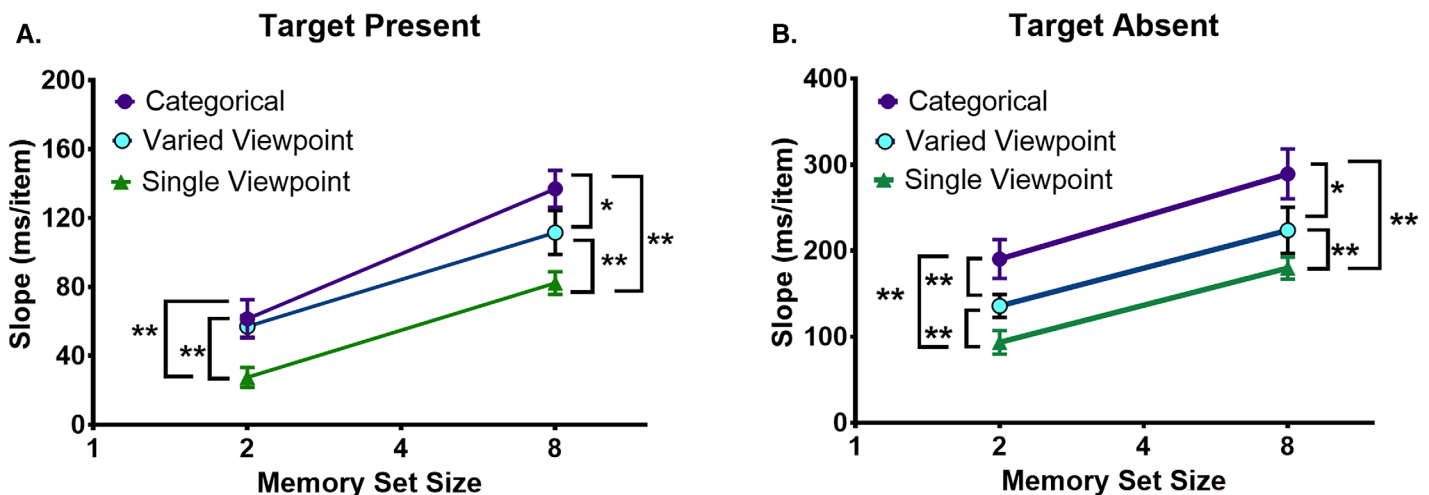 A.
Target Present
Slope (ms/item)
200
160
120
80
40
0
Categorical
Varied Viewpoint
Single Viewpoint
**
**
*
**
**
1
2
4
8
Memory Set Size
B.
Target Absent
Slope (ms/item)
400
300
200
100
0
Categorical
Varied Viewpoint
Single Viewpoint
**
**
**
*
**
**
1
2
4
8
Memory Set Size